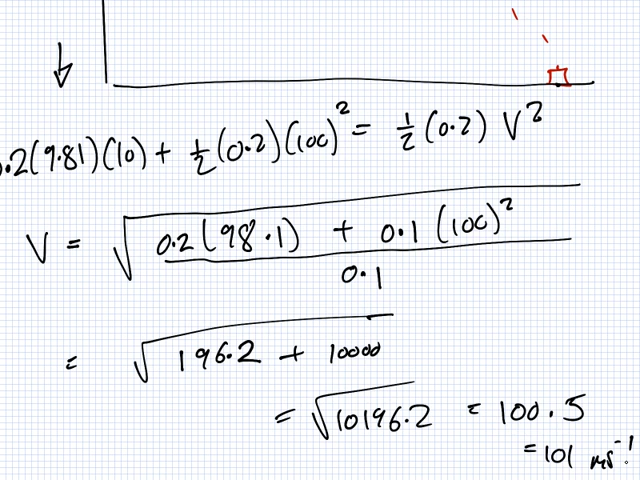 0.2(9.81)(10) + ½(0.2)(100)² = ½(0.2) V²
V = √((0.2(98.1) + 0.1(100)²)/0.1)
= √(196.2 + 10000)
= √10196.2 = 100.5
= 101 ms⁻¹